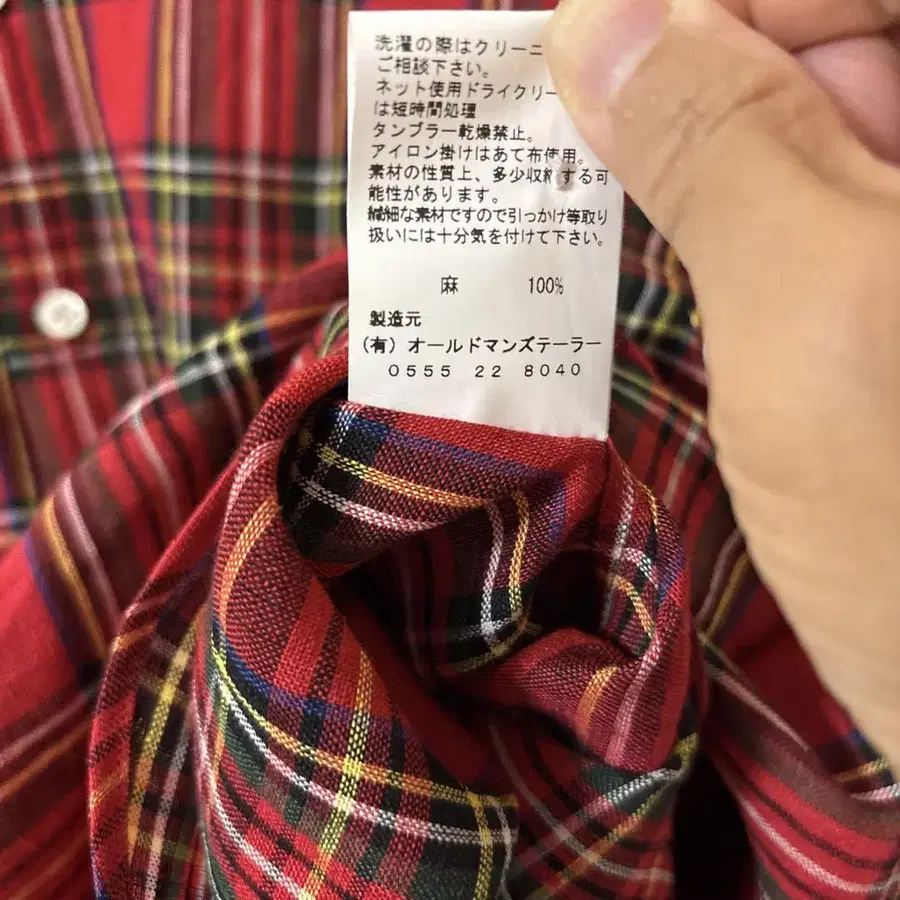 洗濯の際はクリーニ
ご相談下さい。
ネット使用ドライクリー
は短時間処理
タンブラー乾燥禁止。
アイロン掛けはあて布使用。
素材の性質上、多少収縮する可
能性があります。
繊細な素材ですので引っかけ等取り
扱いには十分気を付けて下さい。
麻 100%
製造元
(有) オールドマンズテーラー
0555 22 8040